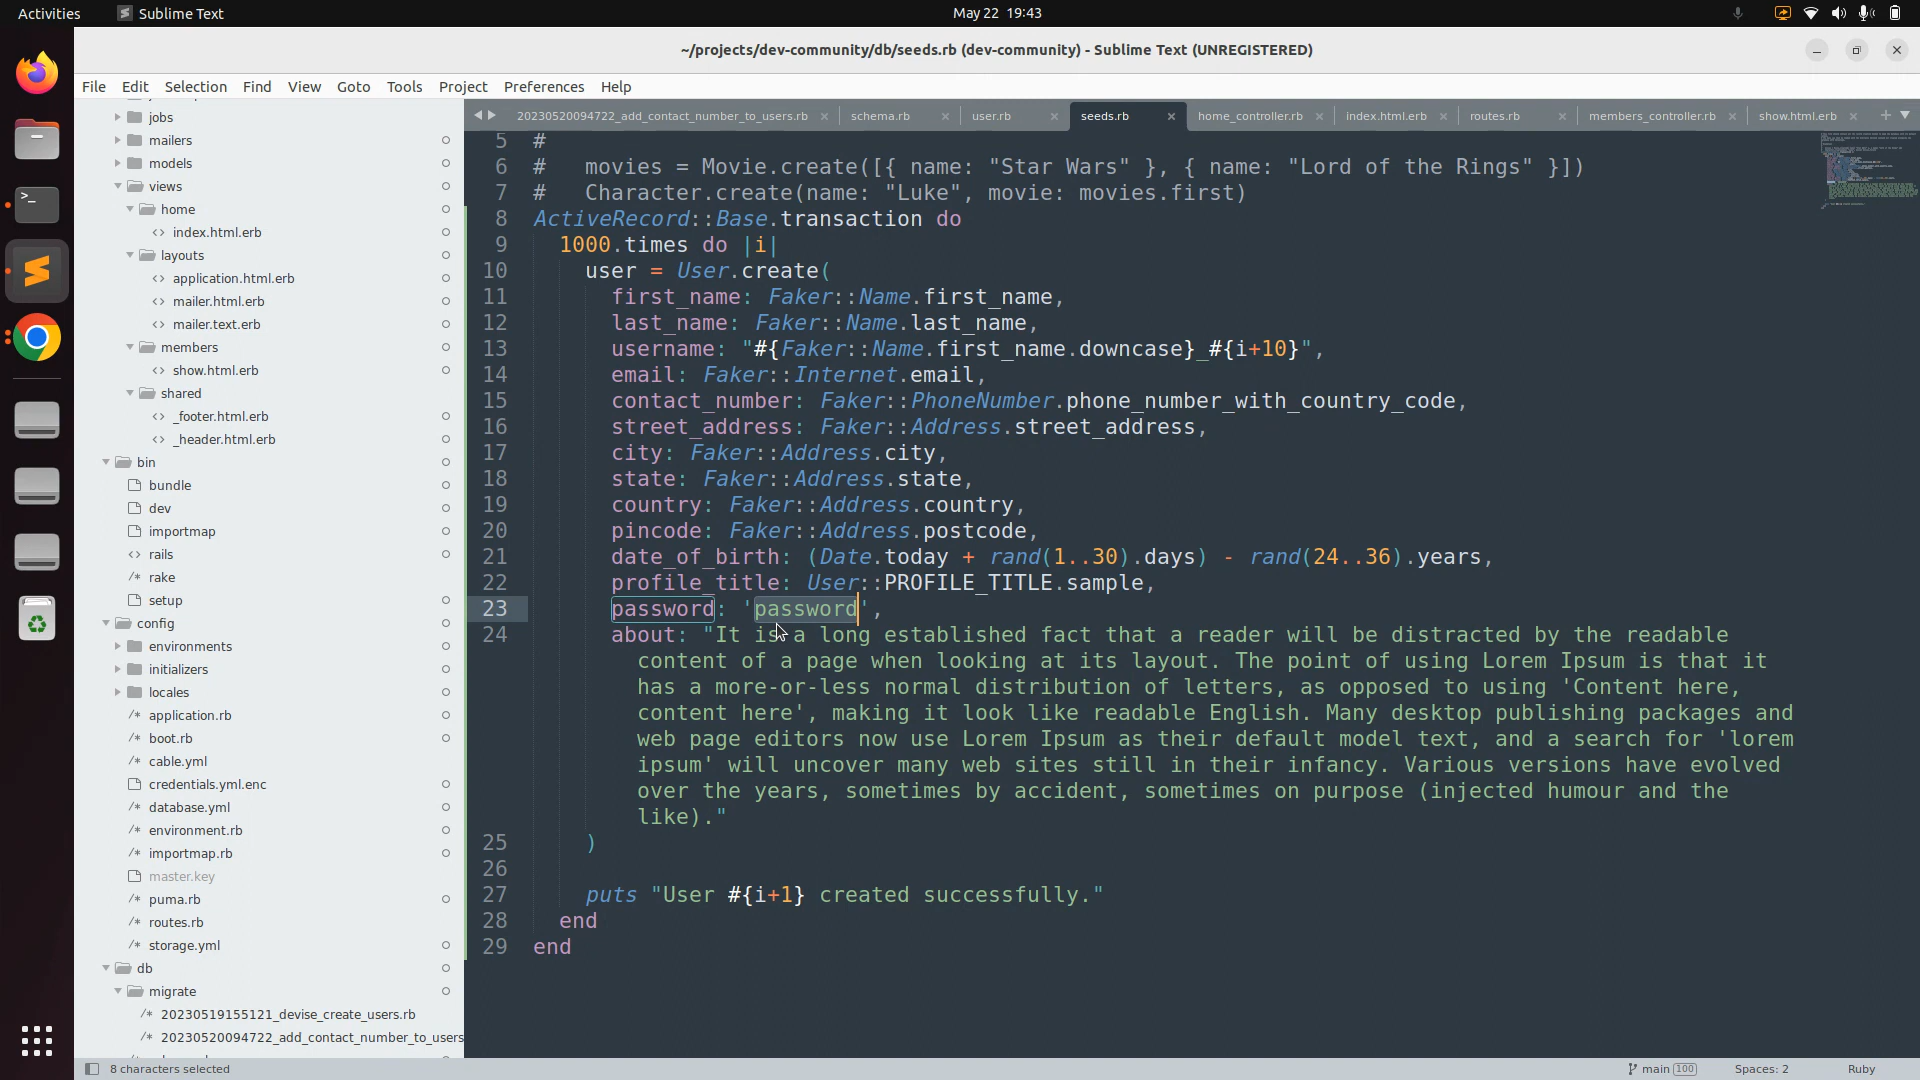 Activities
Sublime Text
May 22 19:43
~/projects/dev-community/db/seeds.rb (dev-community) - Sublime Text (UNREGISTERED)
File Edit Selection Find View Goto Tools Project Preferences Help
jobs
mailers
models
views
home
index.html.erb
layouts
application.html.erb
mailer.html.erb
mailer.text.erb
members
show.html.erb
shared
_footer.html.erb
_header.html.erb
bin
bundle
dev
importmap
rails
rake
setup
config
environments
initializers
locales
application.rb
boot.rb
cable.yml
credentials.yml.enc
database.yml
environment.rb
importmap.rb
master.key
puma.rb
routes.rb
storage.yml
db
migrate
20230519155121_devise_create_users.rb
20230520094722_add_contact_number_to_users
20230520094722_add_contact_number_to_users.rb
schema.rb
user.rb
seeds.rb
home_controller.rb
index.html.erb
routes.rb
members_controller.rb
show.html.erb
5 #
6 #   movies = Movie.create([{ name: "Star Wars" }, { name: "Lord of the Rings" }])
7 #   Character.create(name: "Luke", movie: movies.first)
8 ActiveRecord::Base.transaction do
9   1000.times do |i|
10     user = User.create(
11       first_name: Faker::Name.first_name,
12       last_name: Faker::Name.last_name,
13       username: "#{Faker::Name.first_name.downcase}_#{i+10}",
14       email: Faker::Internet.email,
15       contact_number: Faker::PhoneNumber.phone_number_with_country_code,
16       street_address: Faker::Address.street_address,
17       city: Faker::Address.city,
18       state: Faker::Address.state,
19       country: Faker::Address.country,
20       pincode: Faker::Address.postcode,
21       date_of_birth: (Date.today + rand(1..30).days) - rand(24..36).years,
22       profile_title: User::PROFILE_TITLE.sample,
23       password: 'password',
24       about: "It is a long established fact that a reader will be distracted by the readable
content of a page when looking at its layout. The point of using Lorem Ipsum is that it
has a more-or-less normal distribution of letters, as opposed to using 'Content here,
content here', making it look like readable English. Many desktop publishing packages and
web page editors now use Lorem Ipsum as their default model text, and a search for 'lorem
ipsum' will uncover many web sites still in their infancy. Various versions have evolved
over the years, sometimes by accident, sometimes on purpose (injected humour and the
like)."
25     )
26
27     puts "User #{i+1} created successfully."
28   end
29 end
8 characters selected
main 100
Spaces: 2
Ruby